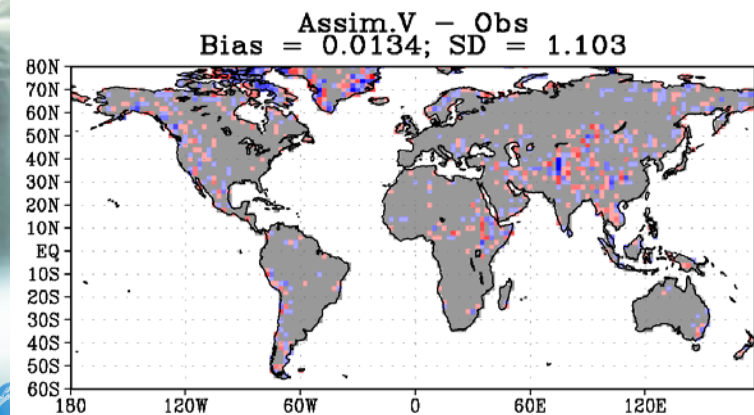 Assim.V − Obs
Bias = 0.0134; SD = 1.103
80N
70N
60N
50N
40N
30N
20N
10N
EQ
10S
20S
30S
40S
50S
60S
180 120W 60W 0 60E 120E